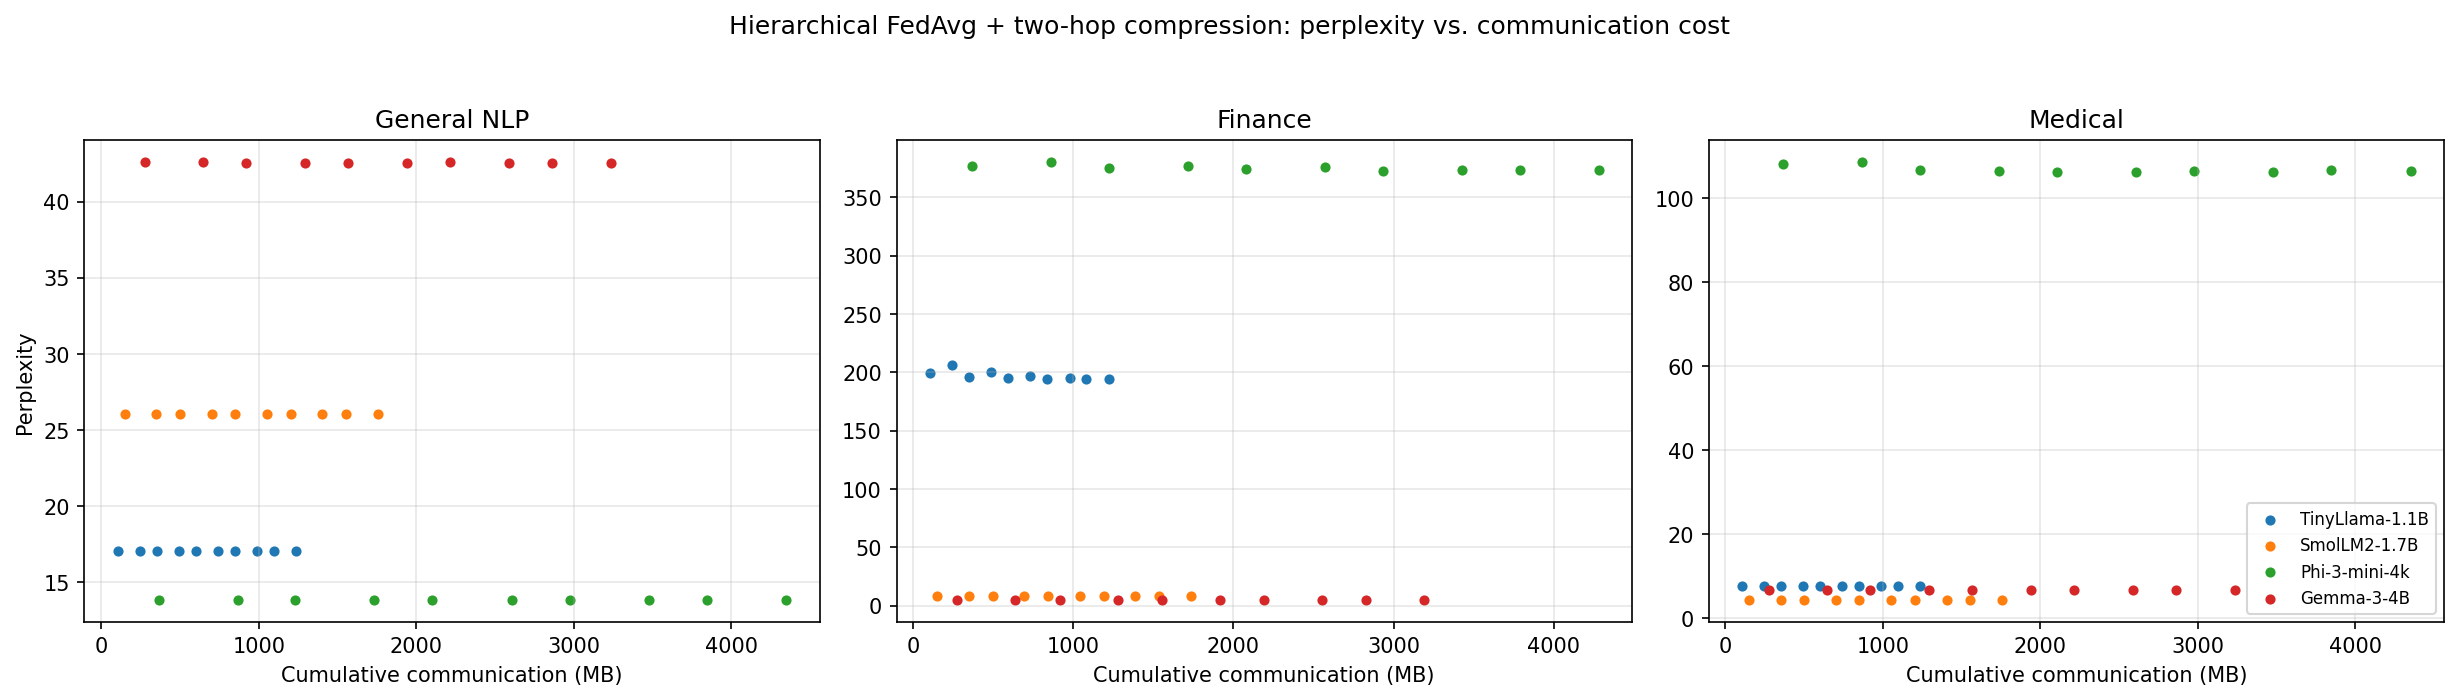 Hierarchical FedAvg + two-hop compression: perplexity vs. communication cost
General NLP
Perplexity
40
35
30
25
20
15
0 1000 2000 3000 4000
Cumulative communication (MB)
Finance
350
300
250
200
150
100
50
0
0 1000 2000 3000 4000
Cumulative communication (MB)
Medical
100
80
60
40
20
0
0 1000 2000 3000 4000
Cumulative communication (MB)
TinyLlama-1.1B
SmolLM2-1.7B
Phi-3-mini-4k
Gemma-3-4B